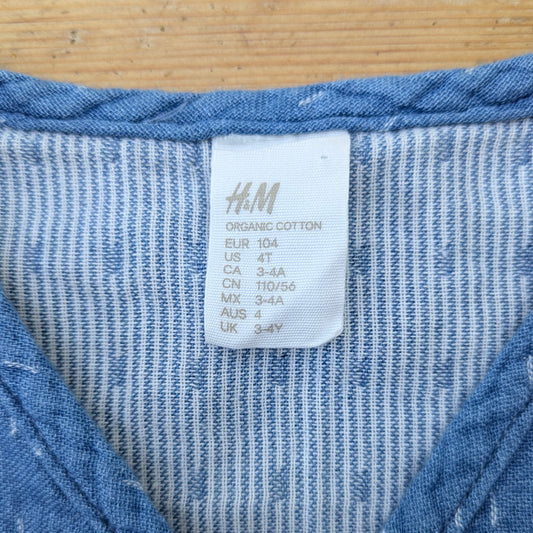 H&M
ORGANIC COTTON
EUR 104
US 4T
CA 3-4A
CN 110/56
MX 3-4A
AUS 4
UK 3-4Y